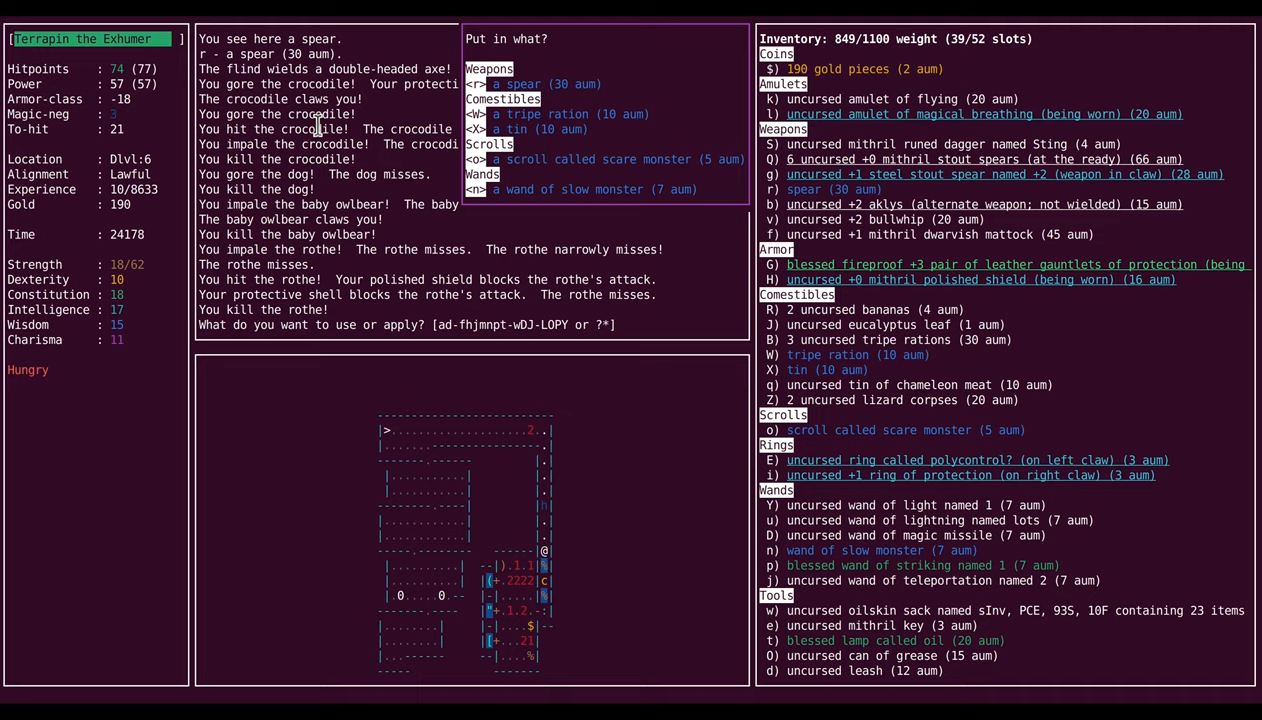 [Terrapin the Exhumer ]
Hitpoints : 74 (77)
Power : 57 (57)
Armor-class : -18
Magic-neg : 3
To-hit : 21
Location : Dlvl:6
Alignment : Lawful
Experience : 10/8633
Gold : 190
Time : 24178
Strength : 18/62
Dexterity : 10
Constitution : 18
Intelligence : 17
Wisdom : 15
Charisma : 11
Hungry
You see here a spear.
r - a spear (30 aum).
The flind wields a double-headed axe!
You gore the crocodile! Your protecti
The crocodile claws you!
You gore the crocodile!
You hit the crocodile! The crocodile
You impale the crocodile! The crocodi
You kill the crocodile!
You gore the dog! The dog misses.
You kill the dog!
You impale the baby owlbear! The baby
The baby owlbear claws you!
You kill the baby owlbear!
You impale the rothe! The rothe misses. The rothe narrowly misses!
The rothe misses.
You hit the rothe! Your polished shield blocks the rothe's attack.
Your protective shell blocks the rothe's attack. The rothe misses.
You kill the rothe!
What do you want to use or apply? [ad-fhjmnpt-wDJ-LOPY or ?*]
Put in what?
Weapons
<r> a spear (30 aum)
Comestibles
<W> a tripe ration (10 aum)
<X> a tin (10 aum)
Scrolls
<o> a scroll called scare monster (5 aum)
Wands
<n> a wand of slow monster (7 aum)
-----------------------
|>...................2..|
|.......---------------.|
-------.------ |.|
|...........| |.|
|...........| |.|
-------.----- |h|
|............| |.|
|............| |.|
-----.-------- ------|@|
|..........| --|).1.1|%|
|..........| |(+.2222|c|
|.0.....0.-- |-|.....|%|
-------.---- |"+.1.2.-:|
|.......| |-|....$|--
|.......| |[+...21|
|...------ --|....%|
----- -------
Inventory: 849/1100 weight (39/52 slots)
Coins
$) 190 gold pieces (2 aum)
Amulets
k) uncursed amulet of flying (20 aum)
l) uncursed amulet of magical breathing (being worn) (20 aum)
Weapons
S) uncursed mithril runed dagger named Sting (4 aum)
Q) 6 uncursed +0 mithril stout spears (at the ready) (66 aum)
g) uncursed +1 steel stout spear named +2 (weapon in claw) (28 aum)
r) spear (30 aum)
b) uncursed +2 aklys (alternate weapon; not wielded) (15 aum)
v) uncursed +2 bullwhip (20 aum)
f) uncursed +1 mithril dwarvish mattock (45 aum)
Armor
G) blessed fireproof +3 pair of leather gauntlets of protection (being
H) uncursed +0 mithril polished shield (being worn) (16 aum)
Comestibles
R) 2 uncursed bananas (4 aum)
J) uncursed eucalyptus leaf (1 aum)
B) 3 uncursed tripe rations (30 aum)
W) tripe ration (10 aum)
X) tin (10 aum)
q) uncursed tin of chameleon meat (10 aum)
Z) 2 uncursed lizard corpses (20 aum)
Scrolls
o) scroll called scare monster (5 aum)
Rings
E) uncursed ring called polycontrol? (on left claw) (3 aum)
i) uncursed +1 ring of protection (on right claw) (3 aum)
Wands
Y) uncursed wand of light named 1 (7 aum)
u) uncursed wand of lightning named lots (7 aum)
D) uncursed wand of magic missile (7 aum)
n) wand of slow monster (7 aum)
p) blessed wand of striking named 1 (7 aum)
j) uncursed wand of teleportation named 2 (7 aum)
Tools
w) uncursed oilskin sack named sInv, PCE, 93S, 10F containing 23 items
e) uncursed mithril key (3 aum)
t) blessed lamp called oil (20 aum)
O) uncursed can of grease (15 aum)
d) uncursed leash (12 aum)